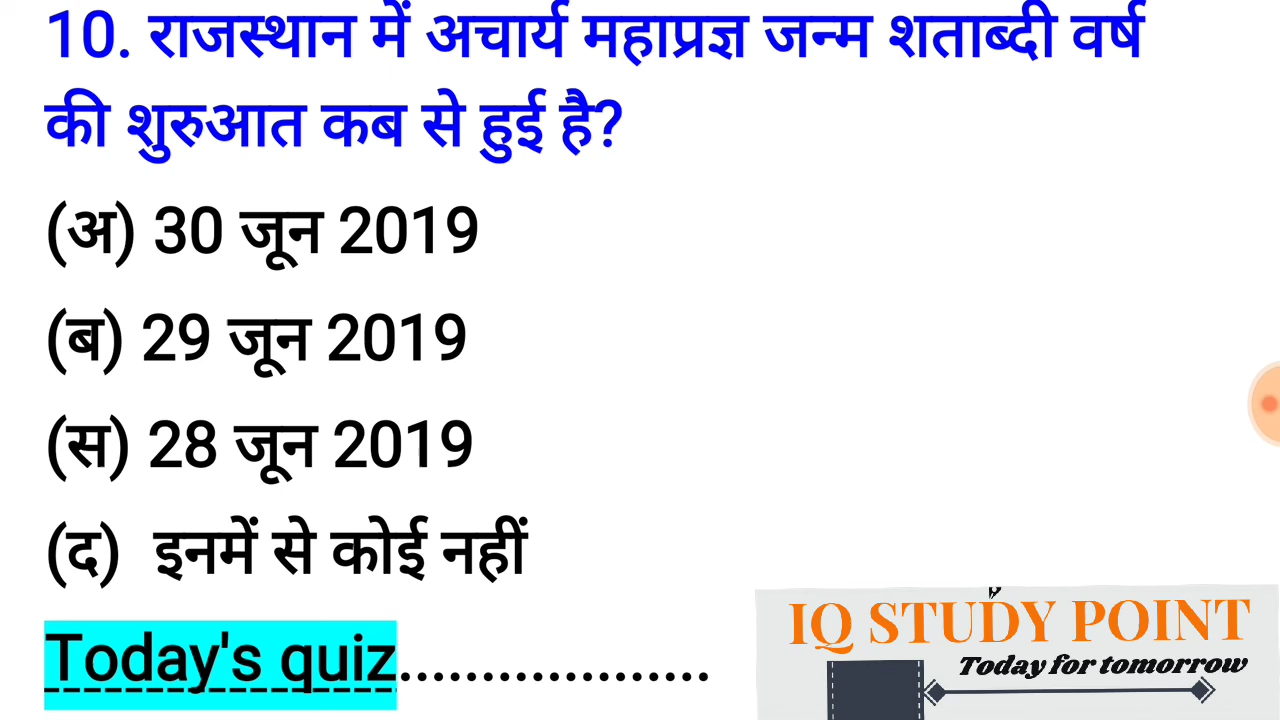 10. राजस्थान में अचार्य महाप्रज्ञ जन्म शताब्दी वर्ष
की शुरुआत कब से हुई है?
(अ) 30 जून 2019
(ब) 29 जून 2019
(स) 28 जून 2019
(द) इनमें से कोई नहीं
Today's quiz...................
IQ STUDY POINT
Today for tomorrow